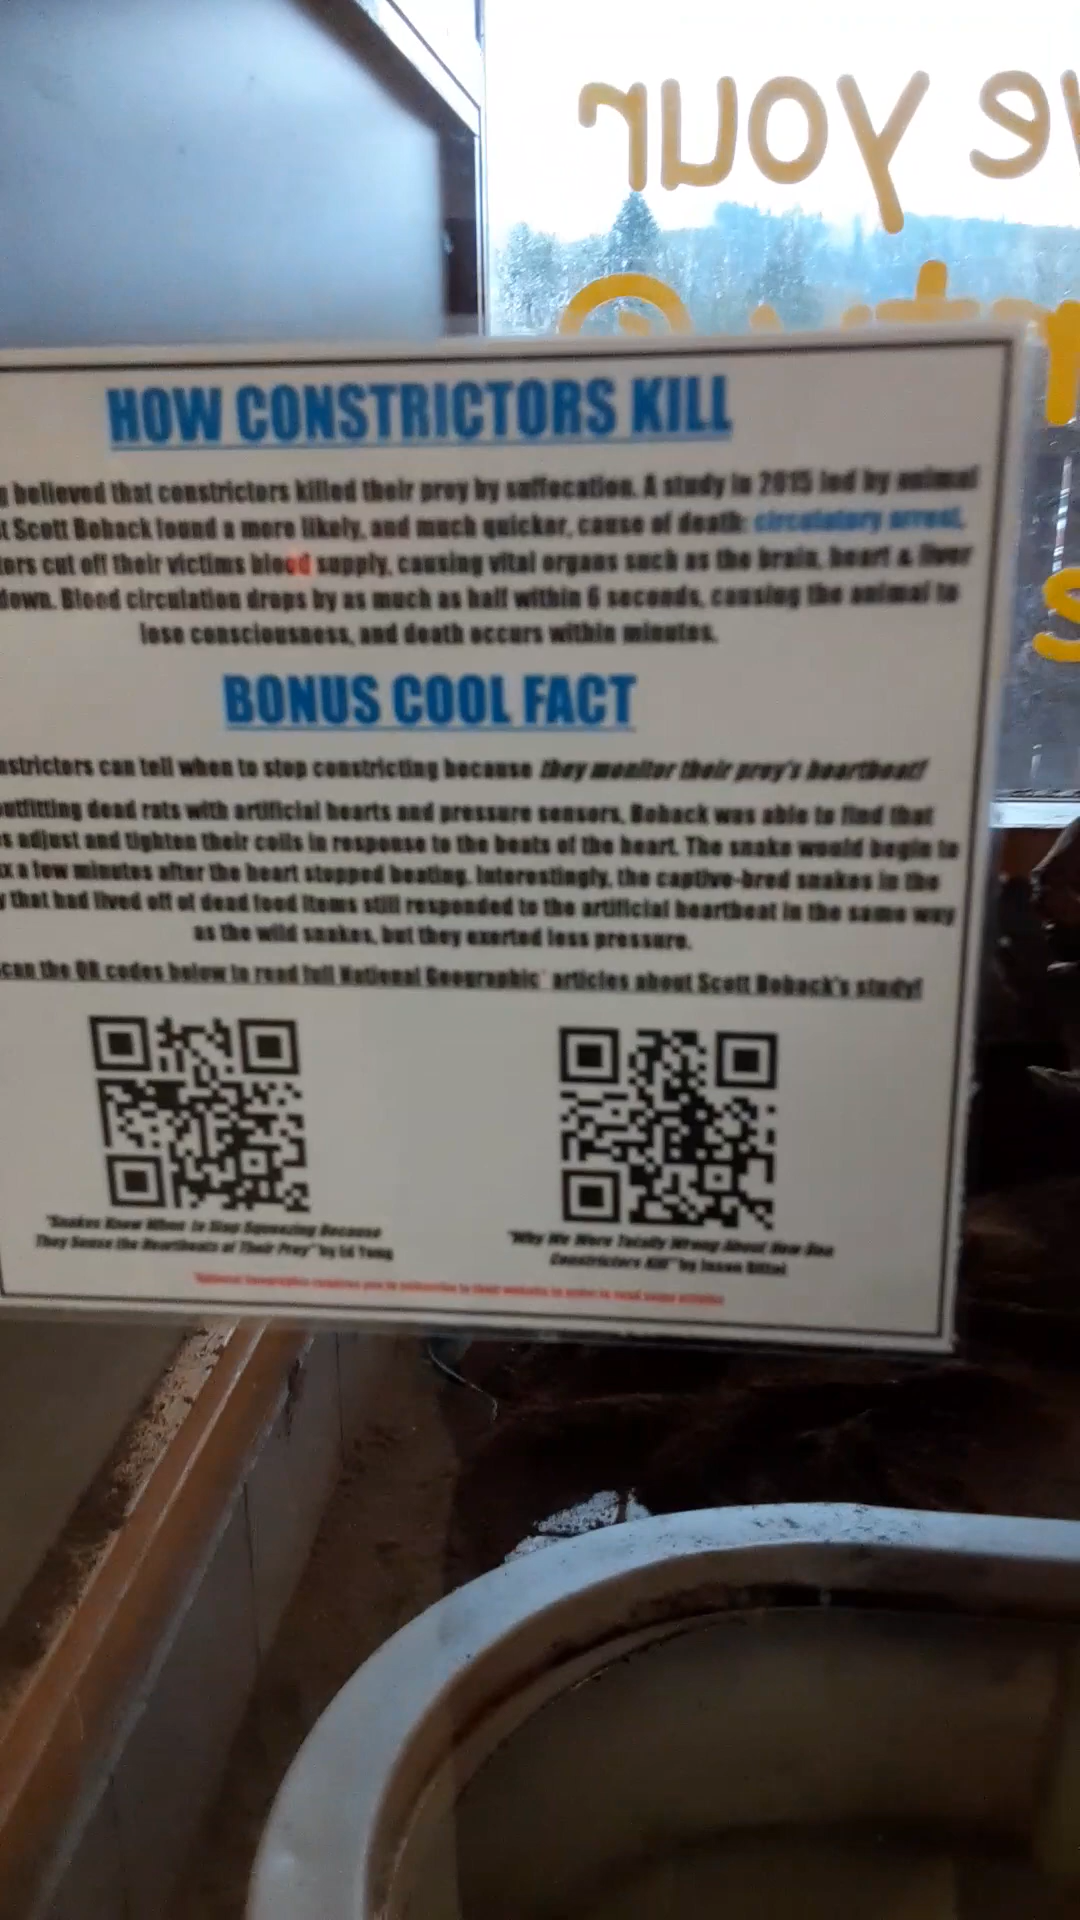 ve your
HOW CONSTRICTORS KILL
believed that constrictors killed their prey by suffocation. A study in 2015 led by animal
Scott Boback found a more likely, and much quicker, cause of death: circulatory arrest.
ors cut off their victims blood supply, causing vital organs such as the brain, heart & liver
down. Blood circulation drops by as much as half within 6 seconds, causing the animal to
lose consciousness, and death occurs within minutes.
BONUS COOL FACT
nstrictors can tell when to stop constricting because they monitor their prey's heartbeat!
outfitting dead rats with artificial hearts and pressure sensors, Boback was able to find that
s adjust and tighten their coils in response to the beats of the heart. The snake would begin to
x a few minutes after the heart stopped beating. Interestingly, the captive-bred snakes in the
y that had lived off of dead food items still responded to the artificial heartbeat in the same way
as the wild snakes, but they exerted less pressure.
can the QR codes below to read full National Geographic articles about Scott Boback's study!
"Snakes Know When to Stop Squeezing Because
They Sense the Heartbeats of Their Prey" by Ed Yong
"Why We Were Totally Wrong About How Boa
Constrictors Kill" by Jason Bittel